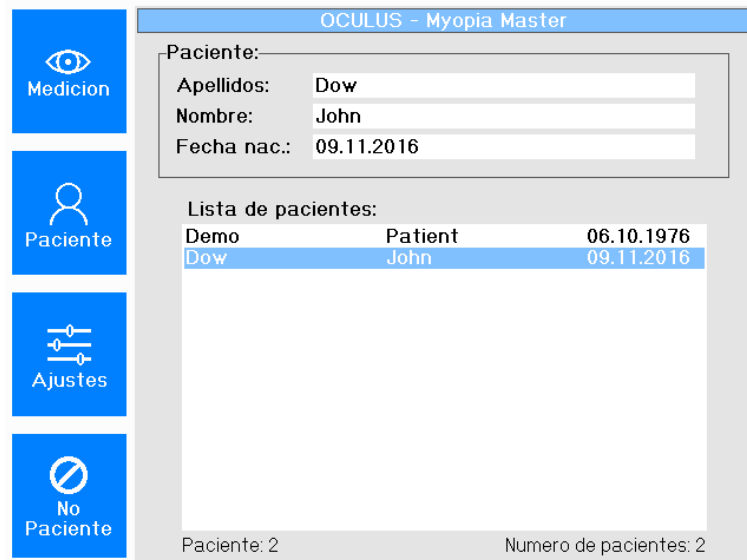 OCULUS - Myopia Master
Medicion
Paciente
Ajustes
No
Paciente
Paciente:
Apellidos: Dow
Nombre: John
Fecha nac.: 09.11.2016
Lista de pacientes:
Demo Patient 06.10.1976
Dow John 09.11.2016
Paciente: 2 Numero de pacientes: 2